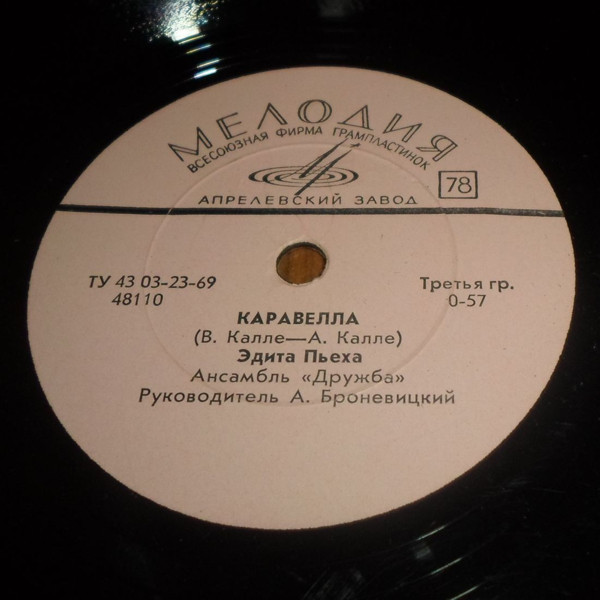 МЕЛОДИЯ
ВСЕСОЮЗНАЯ ФИРМА ГРАМПЛАСТИНОК
78
АПРЕЛЕВСКИЙ ЗАВОД
ТУ 43 03-23-69 Третья гр.
48110 0-57
КАРАВЕЛЛА
(В. Калле—А. Калле)
Эдита Пьеха
Ансамбль «Дружба»
Руководитель А. Броневицкий